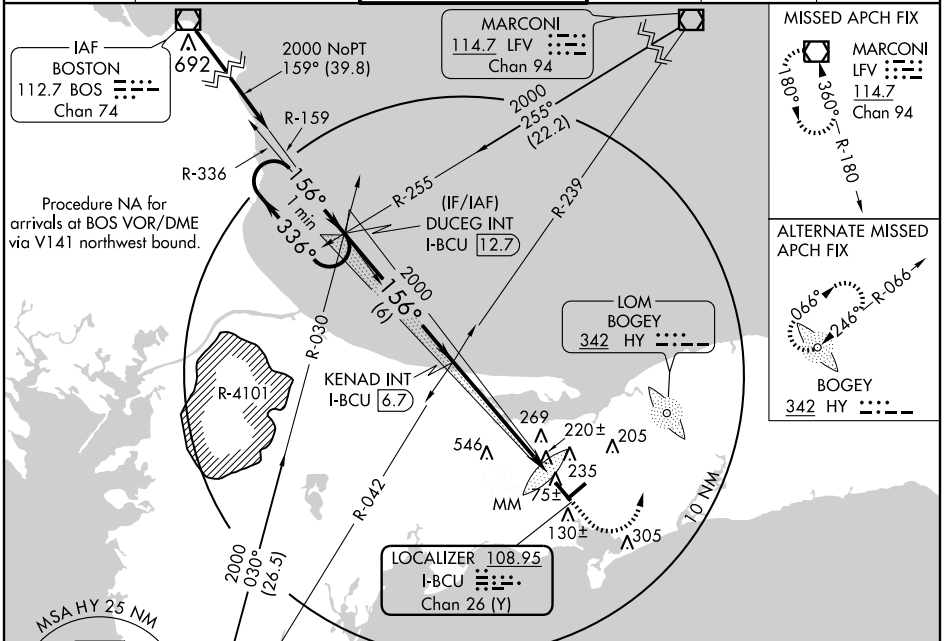 IAF
BOSTON
112.7 BOS
Chan 74
692
2000 NoPT
159° (39.8)
MARCONI
114.7 LFV
Chan 94
2000
255°
(22.2)
R-159
R-336
R-255
R-239
156°
1 min
336°
Procedure NA for
arrivals at BOS VOR/DME
via V141 northwest bound.
(IF/IAF)
DUCEG INT
I-BCU 12.7
2000
156°
(6)
LOM
BOGEY
342 HY
R-4101
R-030
KENAD INT
I-BCU 6.7
R-042
546
269
220±
205
235
MM
75±
130±
305
10 NM
LOCALIZER 108.95
I-BCU
Chan 26 (Y)
2000
030°
(26.5)
MSA HY 25 NM
MISSED APCH FIX
MARCONI
LFV
114.7
Chan 94
180°
360°
R-180
ALTERNATE MISSED
APCH FIX
066°
246°
R-066
BOGEY
342 HY